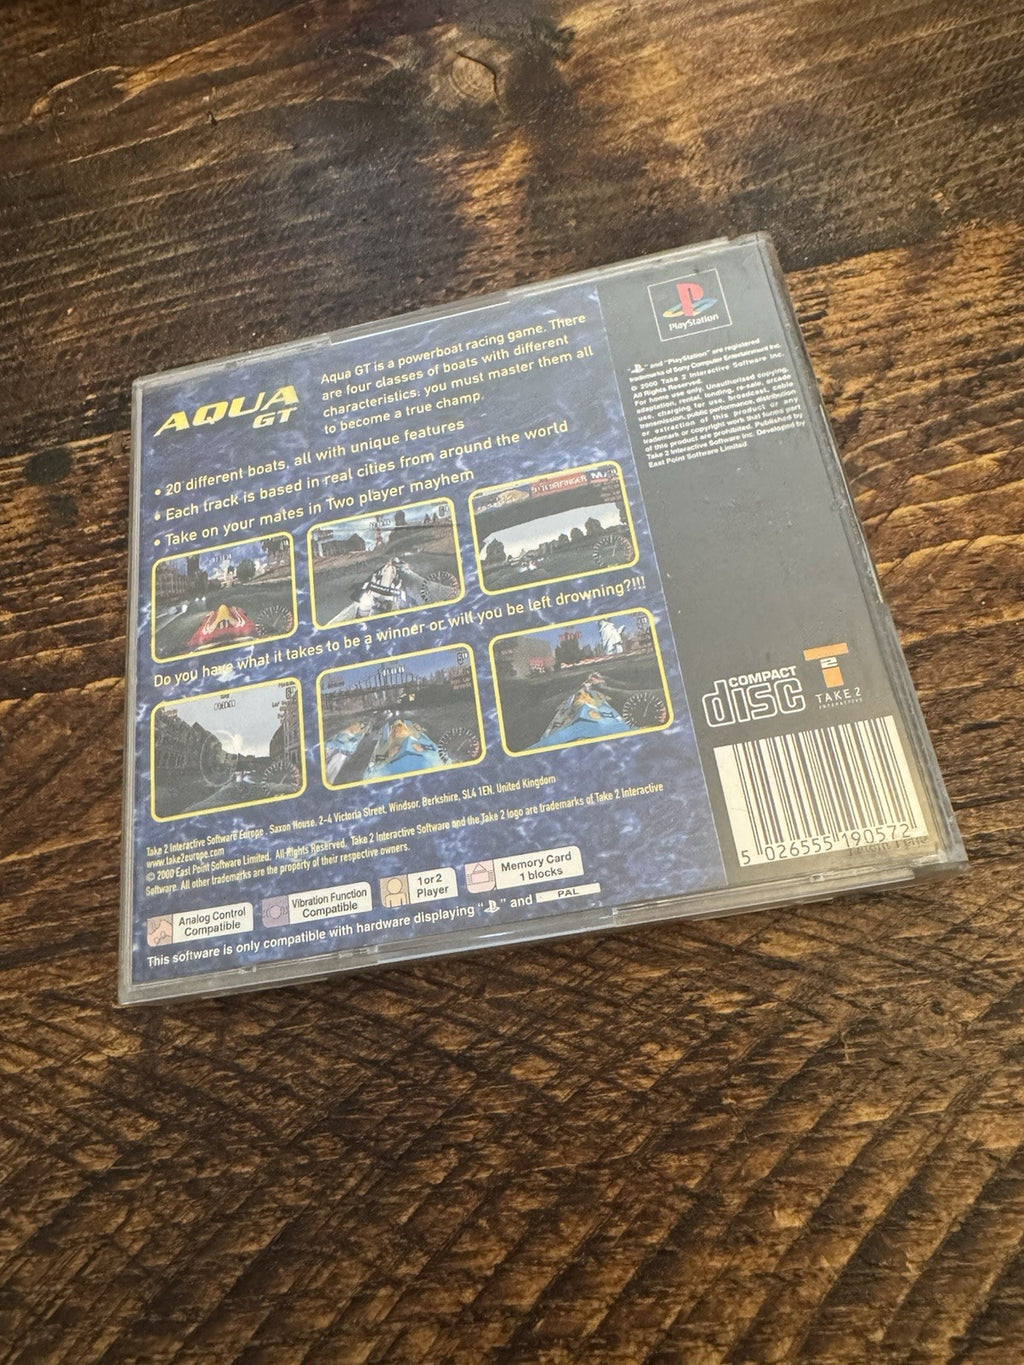 AQUA
GT
Aqua GT is a powerboat racing game. There
are four classes of boats with different
characteristics: you must master them all
to become a true champ.
• 20 different boats, all with unique features
• Each track is based in real cities from around the world
• Take on your mates in Two player mayhem
Do you have what it takes to be a winner or will you be left drowning?!!!
Take 2 Interactive Software Europe . Saxon House, 2-4 Victoria Street, Windsor, Berkshire, SL4 1EN, United Kingdom
www.take2europe.com
© 2000 East Point Software Limited. All Rights Reserved. Take 2 Interactive Software and the Take 2 logo are trademarks of Take 2 Interactive
Software. All other trademarks are the property of their respective owners.
Analog Control
Compatible
Vibration Function
Compatible
1 or 2
Player
Memory Card
1 blocks
This software is only compatible with hardware displaying " " and PAL
PlayStation
" " and "PlayStation" are registered
trademarks of Sony Computer Entertainment Inc.
© 2000 Take 2 Interactive Software Inc.
All Rights Reserved.
For home use only. Unauthorised copying,
adaptation, rental, lending, re-sale, arcade
use, charging for use, broadcast, cable
transmission, public performance, distribution
or extraction of this product or any
trademark or copyright work that forms part
of this product are prohibited. Published by
Take 2 Interactive Software Inc. Developed by
East Point Software Limited
COMPACT
disc
T2
TAKE 2
INTERACTIVE
5 026555 190572